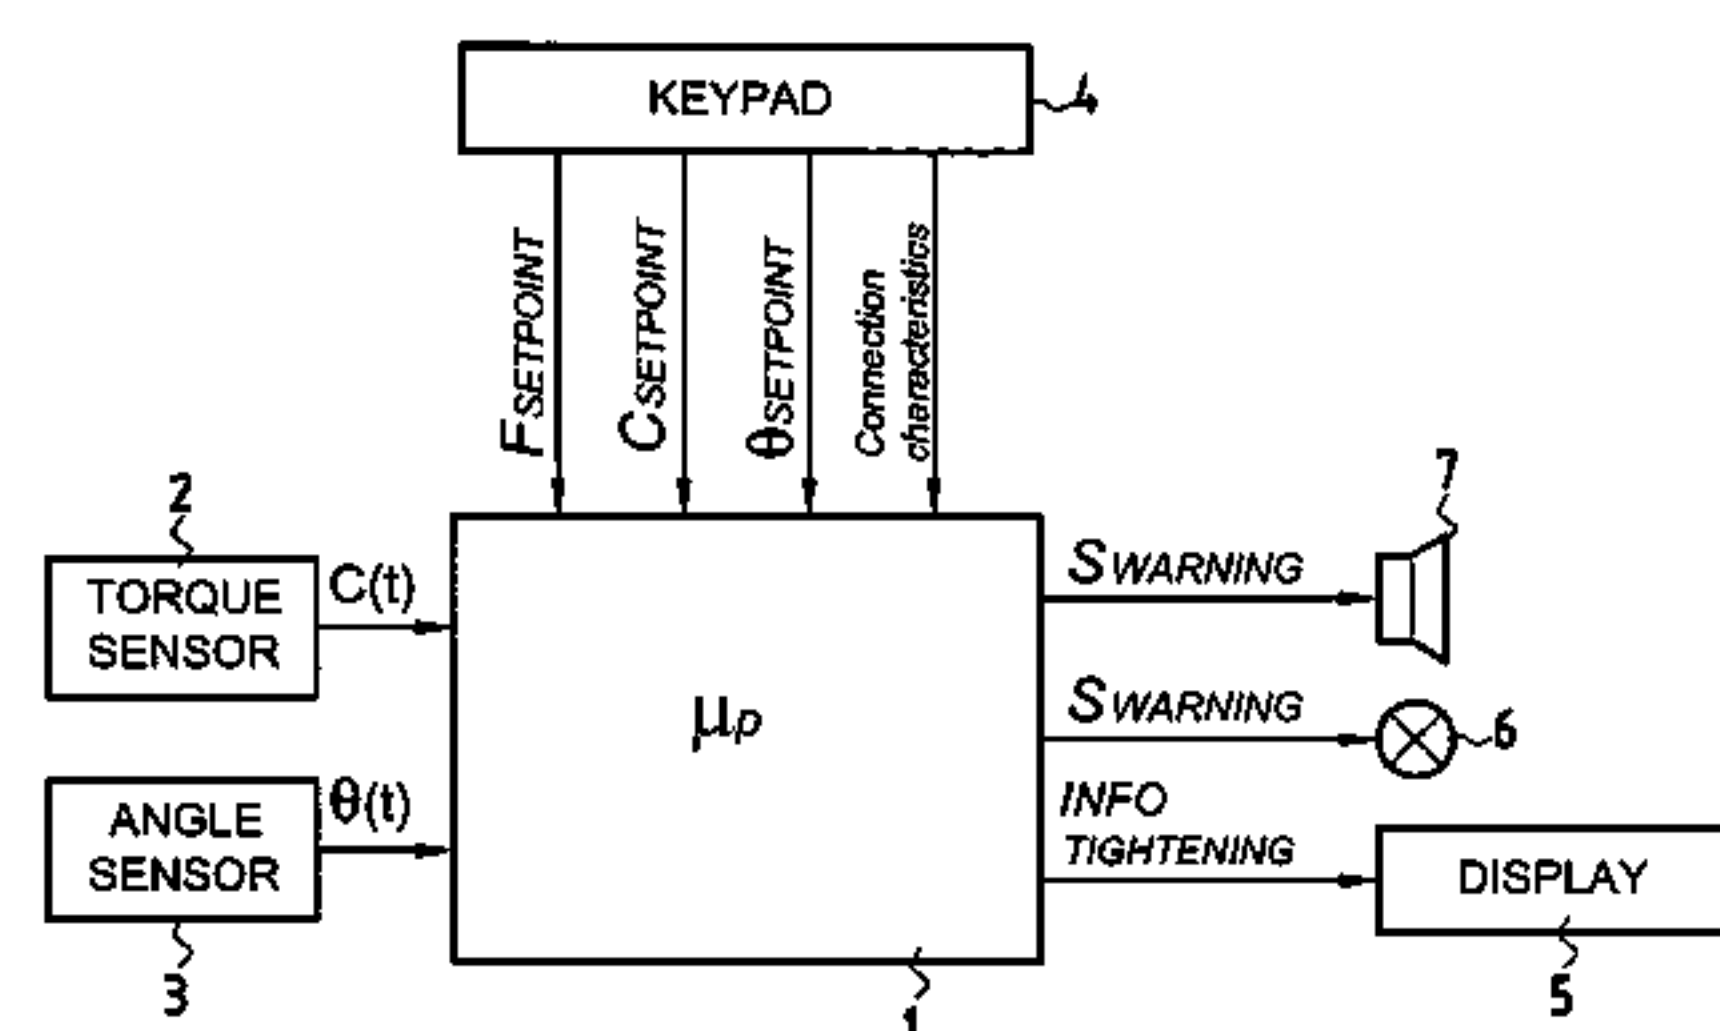 KEYPAD
4
FSETPOINT
CSETPOINT
θSETPOINT
Connection
characteristics
2
TORQUE
SENSOR
C(t)
ANGLE
SENSOR
θ(t)
3
μp
1
SWARNING
7
SWARNING
6
INFO
TIGHTENING
DISPLAY
5